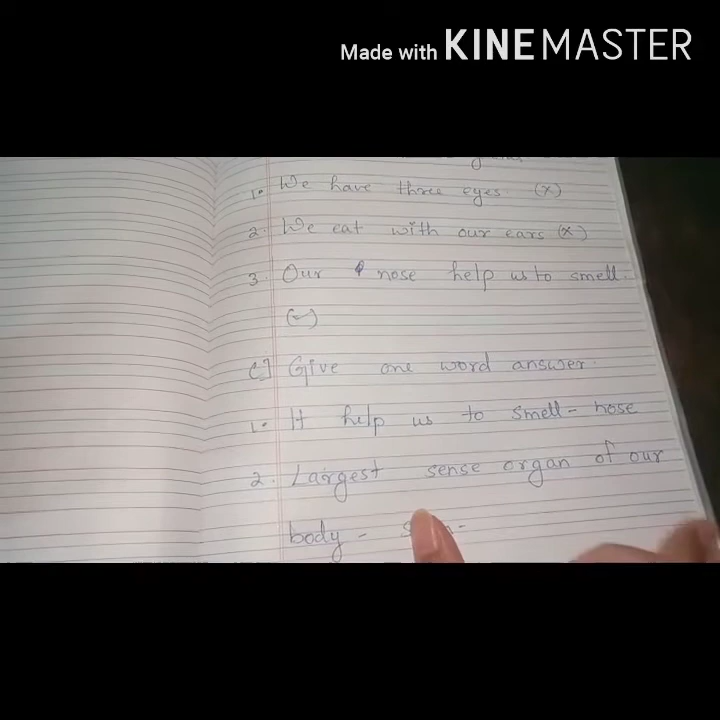 Made with KINEMASTER
1. We have three eyes. (x)
2. We eat with our ears (x)
3. Our nose help us to smell.
(✓)
C] Give one word answer.
1. It help us to smell - nose
2. Largest sense organ of our
body -